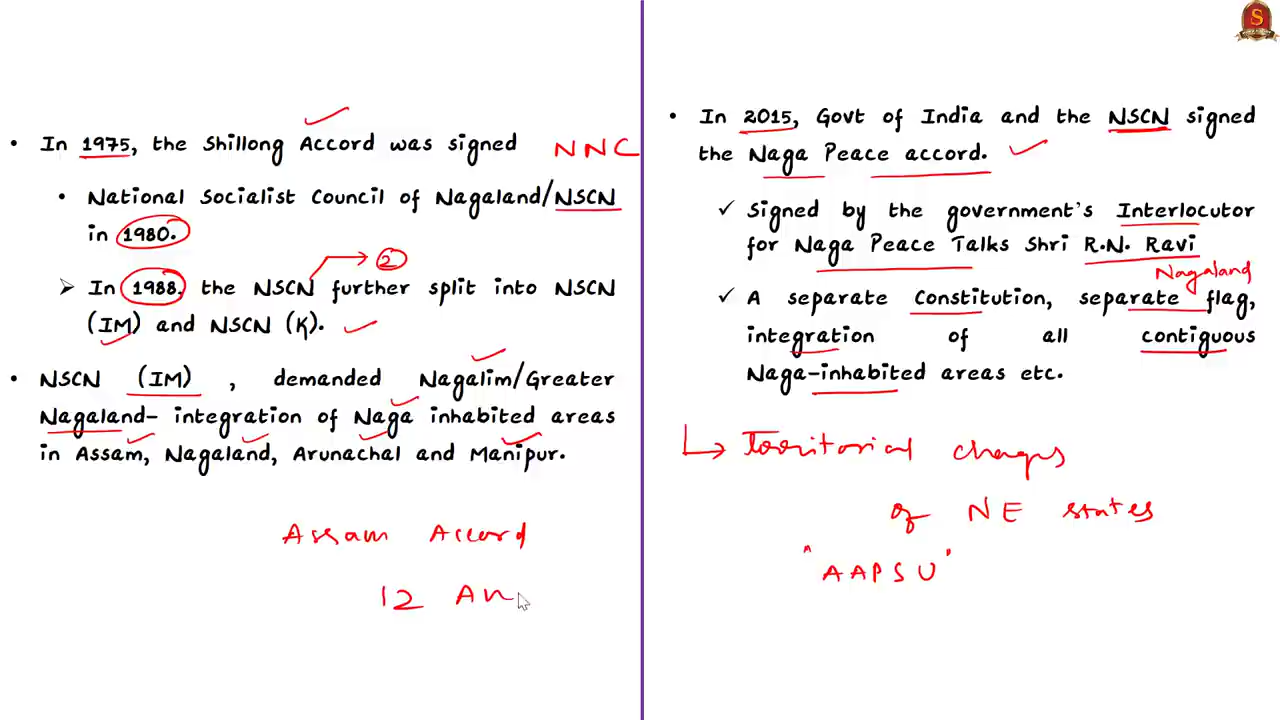 • In 1975, the Shillong Accord was signed NNC
• National Socialist Council of Nagaland/NSCN
in 1980.
2
➢ In 1988 the NSCN further split into NSCN
(IM) and NSCN (K).
• NSCN (IM) , demanded Nagalim/Greater
Nagaland- integration of Naga inhabited areas
in Assam, Nagaland, Arunachal and Manipur.
Assam Accord
12 An
• In 2015, Govt of India and the NSCN signed
the Naga Peace accord.
✓ Signed by the government's Interlocutor
for Naga Peace Talks Shri R.N. Ravi
Nagaland
✓ A separate Constitution, separate flag,
integration of all contiguous
Naga-inhabited areas etc.
Territorial changes
of NE states
"AAPSU"
S